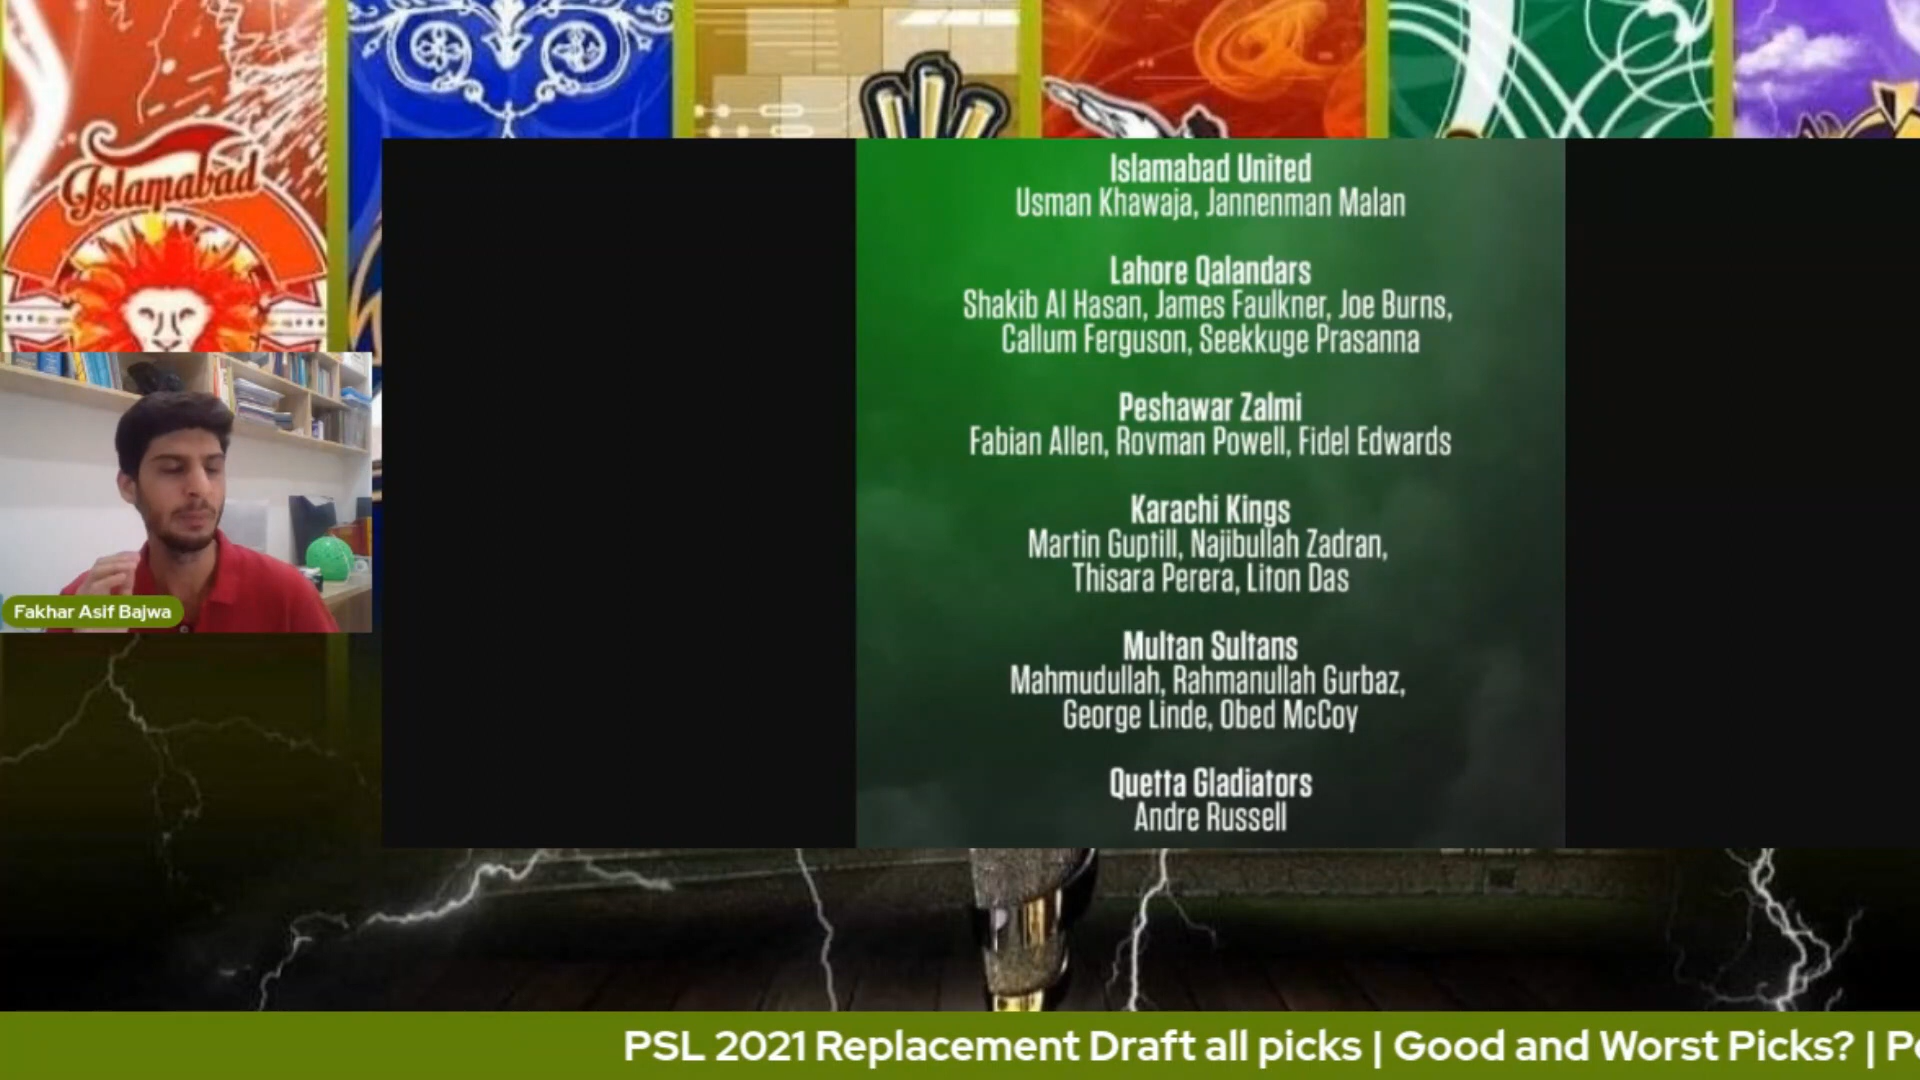 Islamabad
Islamabad United
Usman Khawaja, Jannenman Malan
Lahore Qalandars
Shakib Al Hasan, James Faulkner, Joe Burns,
Callum Ferguson, Seekkuge Prasanna
Peshawar Zalmi
Fabian Allen, Rovman Powell, Fidel Edwards
Karachi Kings
Martin Guptill, Najibullah Zadran,
Thisara Perera, Liton Das
Multan Sultans
Mahmudullah, Rahmanullah Gurbaz,
George Linde, Obed McCoy
Quetta Gladiators
Andre Russell
Fakhar Asif Bajwa
PSL 2021 Replacement Draft all picks | Good and Worst Picks? |